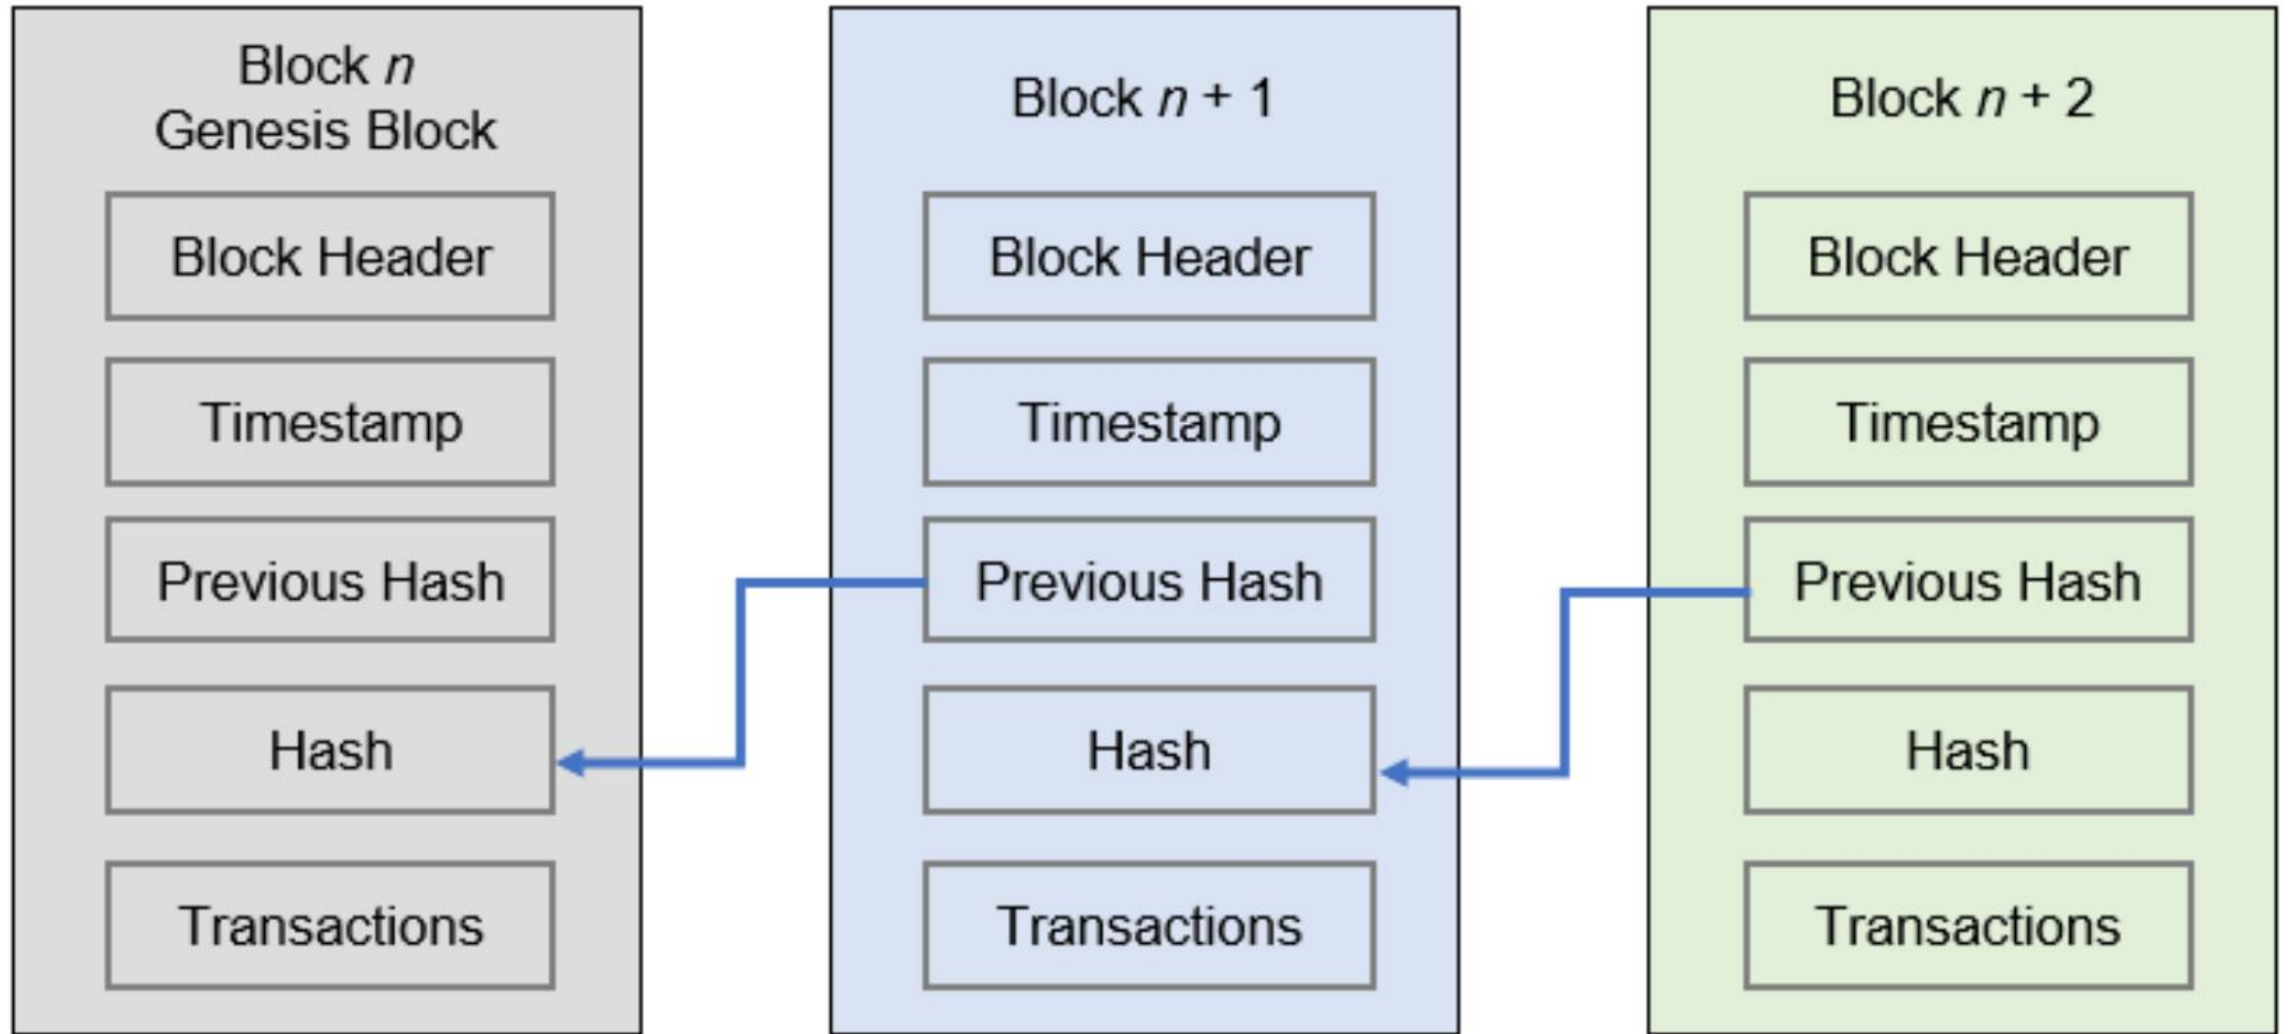 Block n
Genesis Block
Block Header
Timestamp
Previous Hash
Hash
Transactions
Block n + 1
Block Header
Timestamp
Previous Hash
Hash
Transactions
Block n + 2
Block Header
Timestamp
Previous Hash
Hash
Transactions